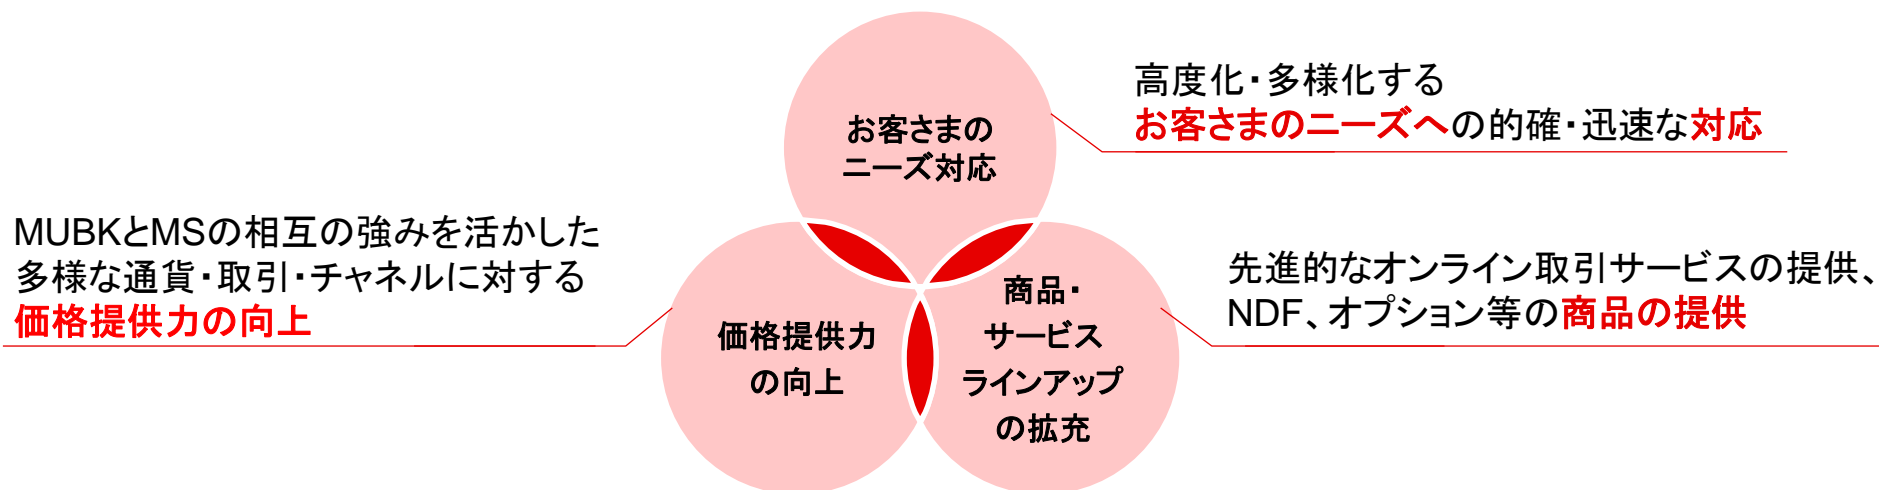 お客さまの
ニーズ対応
高度化・多様化する
お客さまのニーズへの的確・迅速な対応
MUBKとMSの相互の強みを活かした
多様な通貨・取引・チャネルに対する
価格提供力の向上
価格提供力
の向上
商品・
サービス
ラインアップ
の拡充
先進的なオンライン取引サービスの提供、
NDF、オプション等の商品の提供